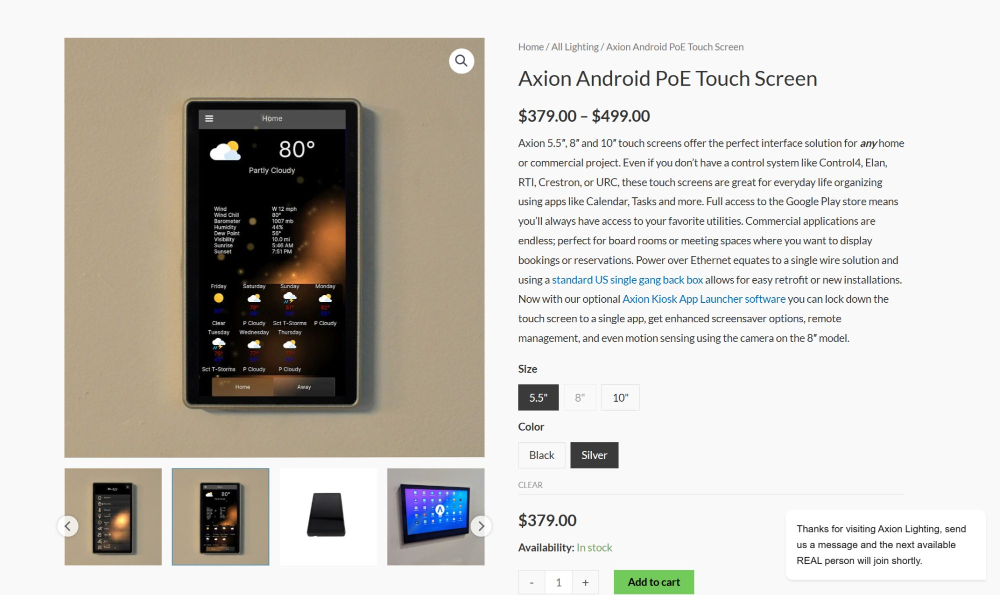 Home / All Lighting / Axion Android PoE Touch Screen
Axion Android PoE Touch Screen
$379.00 – $499.00
Axion 5.5″, 8″ and 10″ touch screens offer the perfect interface solution for any home
or commercial project. Even if you don’t have a control system like Control4, Elan,
RTI, Crestron, or URC, these touch screens are great for everyday life organizing
using apps like Calendar, Tasks and more. Full access to the Google Play store means
you’ll always have access to your favorite utilities. Commercial applications are
endless; perfect for board rooms or meeting spaces where you want to display
bookings or reservations. Power over Ethernet equates to a single wire solution and
using a standard US single gang back box allows for easy retrofit or new installations.
Now with our optional Axion Kiosk App Launcher software you can lock down the
touch screen to a single app, get enhanced screensaver options, remote
management, and even motion sensing using the camera on the 8″ model.
Size
5.5" 8" 10"
Color
Black Silver
CLEAR
$379.00
Availability: In stock
- 1 +
Add to cart
Thanks for visiting Axion Lighting, send
us a message and the next available
REAL person will join shortly.
Home
80°
Partly Cloudy
Wind W 12 mph
Wind Chill 80°
Barometer 1007 mb
Humidity 44%
Dew Point 56°
Visibility 10.0 mi
Sunrise 5:46 AM
Sunset 7:51 PM
Friday Saturday Sunday Monday
79° 81° 82°
60°
Clear P Cloudy Sct T-Storms P Cloudy
Tuesday Wednesday Thursday
75° 77° 77°
Sct T-Storms P Cloudy P Cloudy
Home Away
ELAN
Home
80°